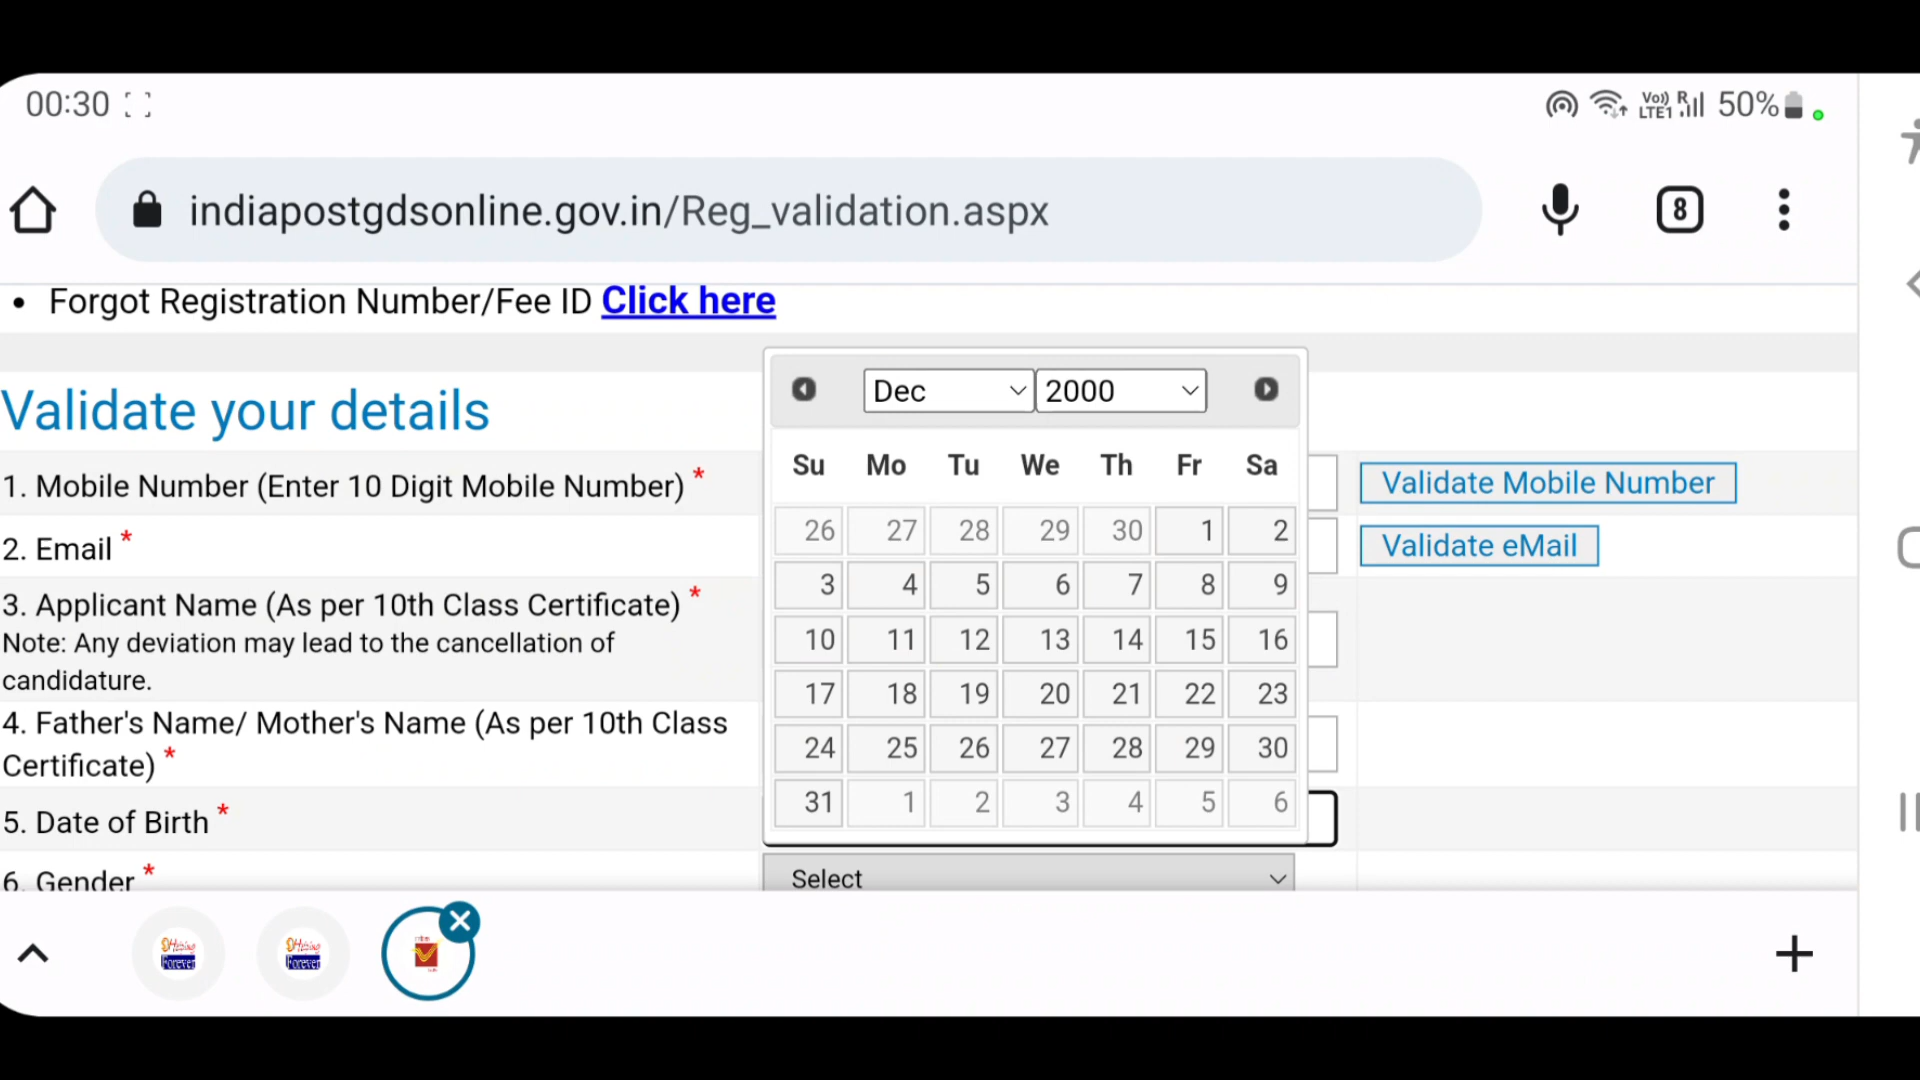 00:30
Vo)) R
LTE1
50%
indiapostgdsonline.gov.in/Reg_validation.aspx
8
• Forgot Registration Number/Fee ID Click here
Validate your details
Dec 2000
Su Mo Tu We Th Fr Sa
26 27 28 29 30 1 2
3 4 5 6 7 8 9
10 11 12 13 14 15 16
17 18 19 20 21 22 23
24 25 26 27 28 29 30
31 1 2 3 4 5 6
1. Mobile Number (Enter 10 Digit Mobile Number) *
Validate Mobile Number
2. Email *
Validate eMail
3. Applicant Name (As per 10th Class Certificate) *
Note: Any deviation may lead to the cancellation of
candidature.
4. Father's Name/ Mother's Name (As per 10th Class
Certificate) *
5. Date of Birth *
6. Gender *
Select
Hiring
Forever
Hiring
Forever